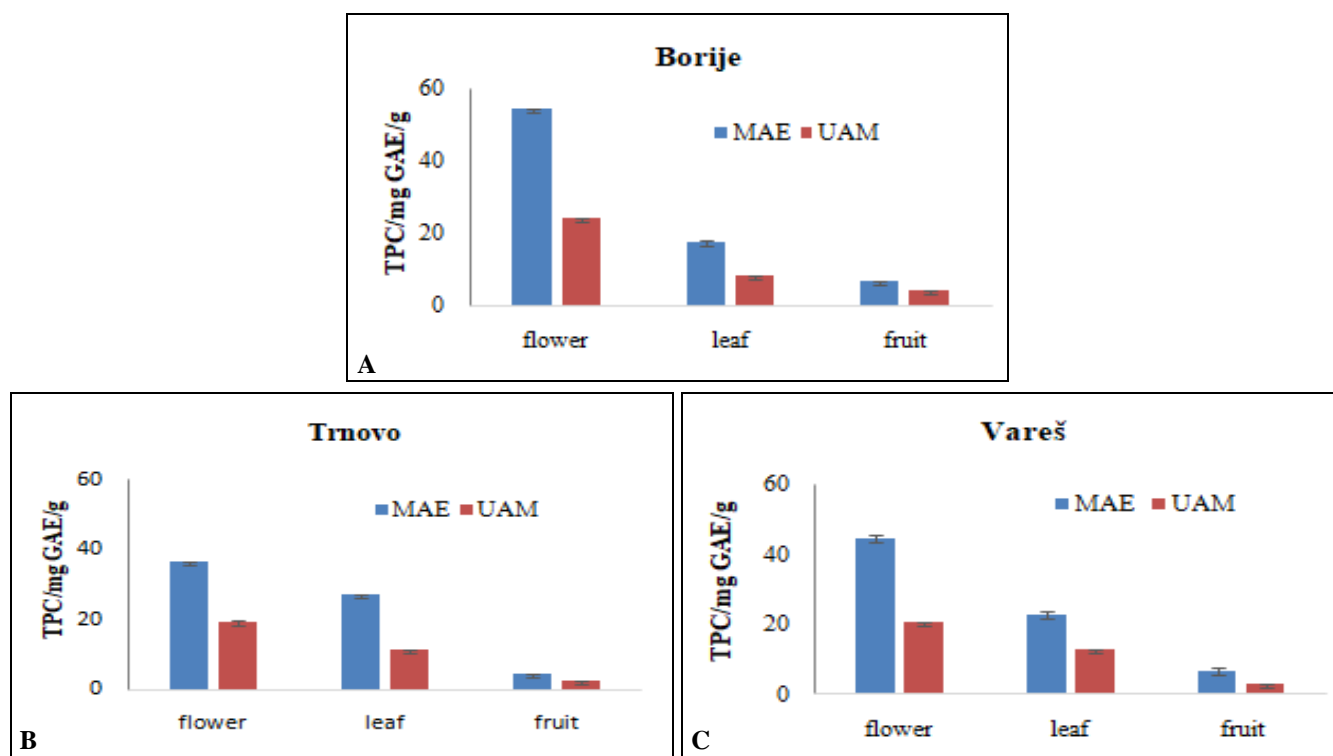 Borije
TPC/mg GAE/g
60
40
20
0
MAE UAM
flower leaf fruit
A
Trnovo
TPC/mg GAE/g
60
40
20
0
MAE UAM
flower leaf fruit
B
Vareš
TPC/mg GAE/g
60
40
20
0
MAE UAM
flower leaf fruit
C